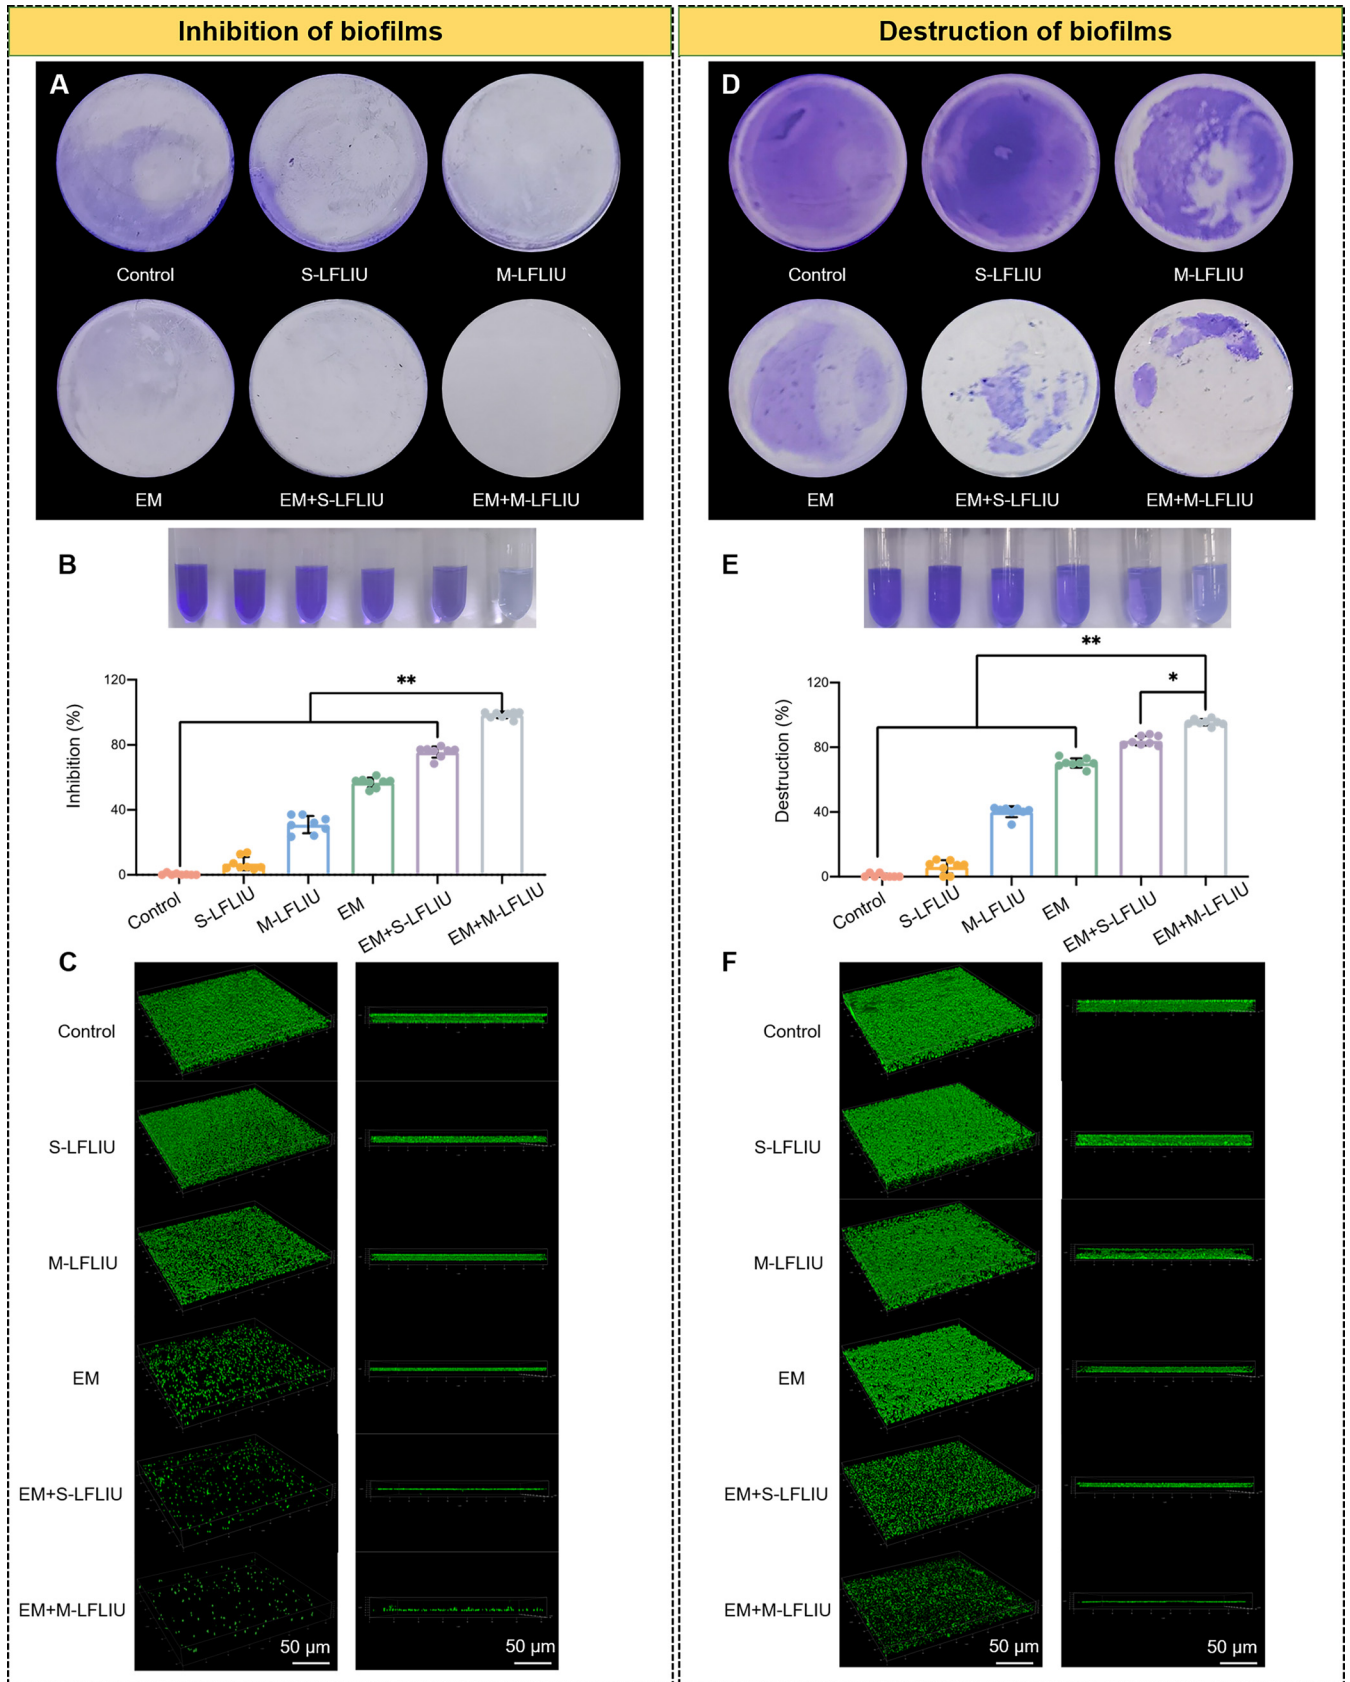 Inhibition of biofilms
A
Control
S-LFLIU
M-LFLIU
EM
EM+S-LFLIU
EM+M-LFLIU
B
**
120
80
40
0
Inhibition (%)
Control
S-LFLIU
M-LFLIU
EM
EM+S-LFLIU
EM+M-LFLIU
C
Control
S-LFLIU
M-LFLIU
EM
EM+S-LFLIU
EM+M-LFLIU
50 μm
50 μm
Destruction of biofilms
D
Control
S-LFLIU
M-LFLIU
EM
EM+S-LFLIU
EM+M-LFLIU
E
**
*
120
80
40
0
Destruction (%)
Control
S-LFLIU
M-LFLIU
EM
EM+S-LFLIU
EM+M-LFLIU
F
Control
S-LFLIU
M-LFLIU
EM
EM+S-LFLIU
EM+M-LFLIU
50 μm
50 μm